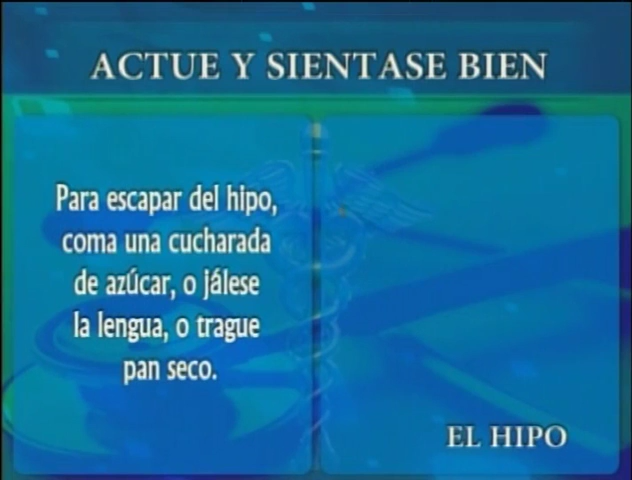 ACTUE Y SIENTASE BIEN
Para escapar del hipo,
coma una cucharada
de azúcar, o jálese
la lengua, o trague
pan seco.
EL HIPO